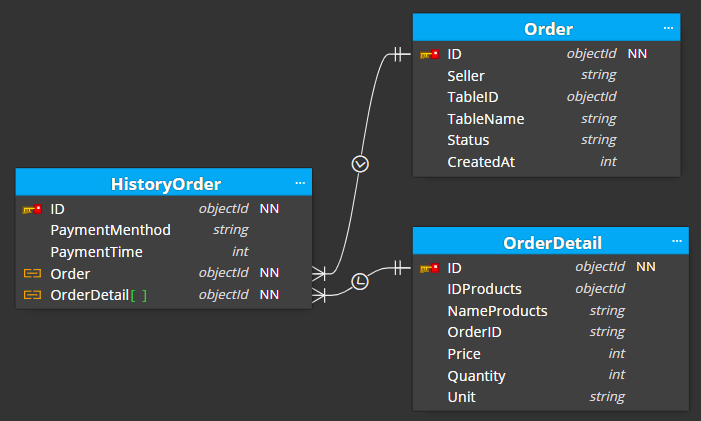 Order ...
ID objectId NN
Seller string
TableID objectId
TableName string
Status string
CreatedAt int
HistoryOrder ...
ID objectId NN
PaymentMenthod string
PaymentTime int
Order objectId NN
OrderDetail[ ] objectId NN
OrderDetail ...
ID objectId NN
IDProducts objectId
NameProducts string
OrderID string
Price int
Quantity int
Unit string